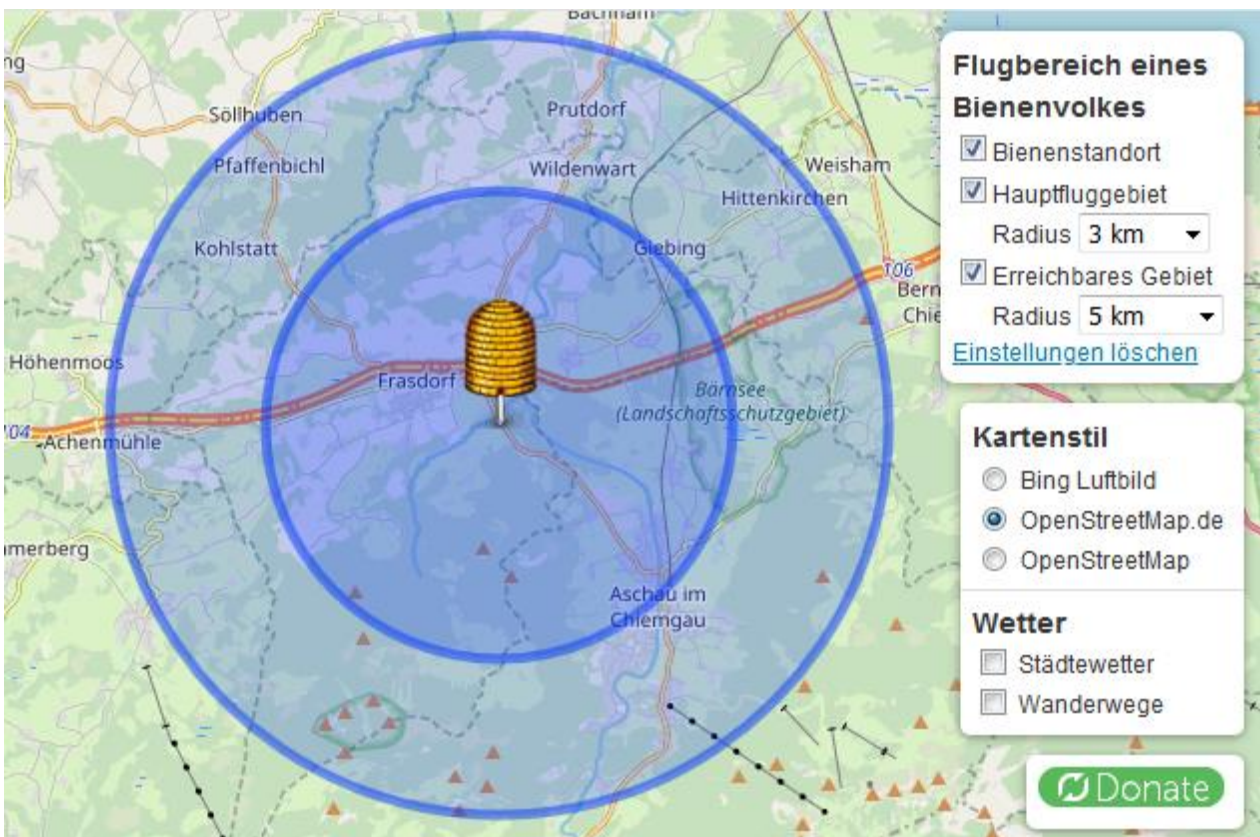 Bachham
ng
Söllhuben
Prutdorf
Pfaffenbichl
Wildenwart
Weisham
Hittenkirchen
Kohlstatt
Giebing
106
Bern
Chie
Höhenmoos
Frasdorf
Bärnsee
(Landschaftsschutzgebiet)
104
Achenmühle
merberg
Aschau im
Chiemgau
Flugbereich eines
Bienenvolkes
Bienenstandort
Hauptfluggebiet
Radius 3 km
Erreichbares Gebiet
Radius 5 km
Einstellungen löschen
Kartenstil
Bing Luftbild
OpenStreetMap.de
OpenStreetMap
Wetter
Städtewetter
Wanderwege
Donate